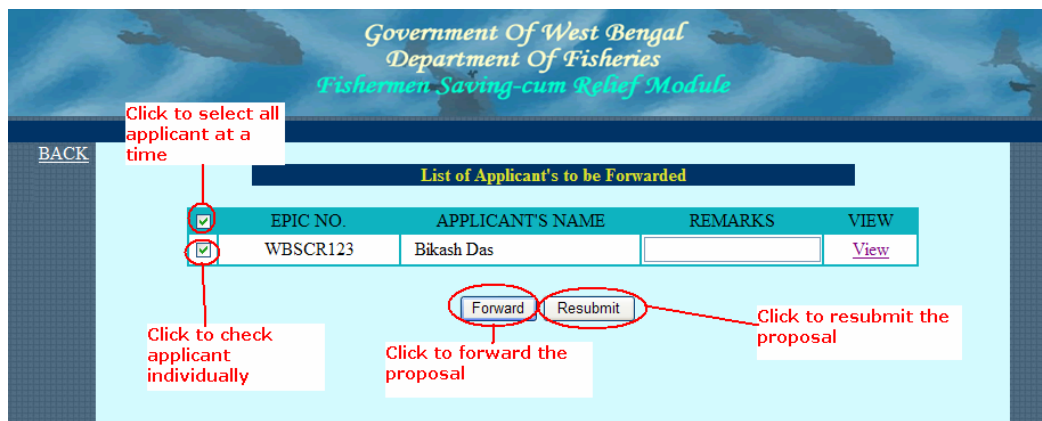 Government Of West Bengal
Department Of Fisheries
Fishermen Saving-cum Relief Module
Click to select all
applicant at a
time
BACK
List of Applicant's to be Forwarded
EPIC NO. APPLICANT'S NAME REMARKS VIEW
WBSCR123 Bikash Das View
Forward Resubmit
Click to resubmit the
proposal
Click to check
applicant
individually
Click to forward the
proposal